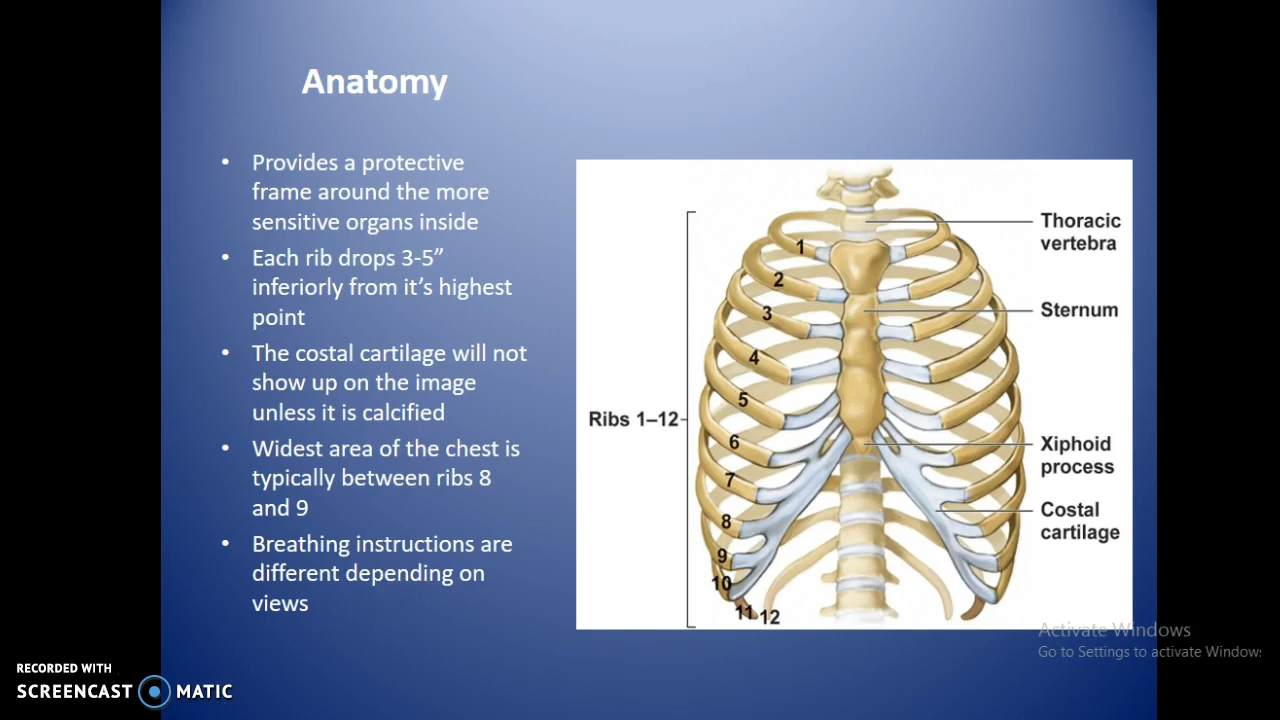 Anatomy
• Provides a protective
frame around the more
sensitive organs inside
• Each rib drops 3-5”
inferiorly from it’s highest
point
• The costal cartilage will not
show up on the image
unless it is calcified
• Widest area of the chest is
typically between ribs 8
and 9
• Breathing instructions are
different depending on
views
Ribs 1–12
1
2
3
4
5
6
7
8
9
10
11 12
Thoracic
vertebra
Sternum
Xiphoid
process
Costal
cartilage
Activate Windows
Go to Settings to activate Windows
RECORDED WITH
SCREENCAST MATIC